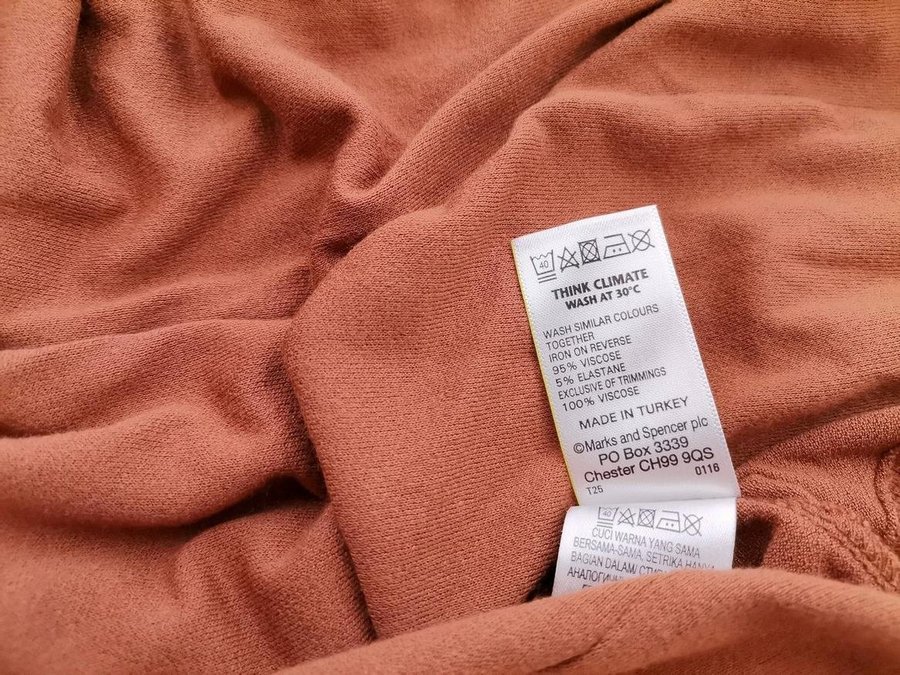 40
THINK CLIMATE
WASH AT 30°C
WASH SIMILAR COLOURS
TOGETHER
IRON ON REVERSE
95% VISCOSE
5% ELASTANE
EXCLUSIVE OF TRIMMINGS
100% VISCOSE
MADE IN TURKEY
©Marks and Spencer plc
PO Box 3339
Chester CH99 9QS
T25 0116
40
CUCI WARNA YANG SAMA
BERSAMA-SAMA. SETRIKA
BAGIAN DALAM/